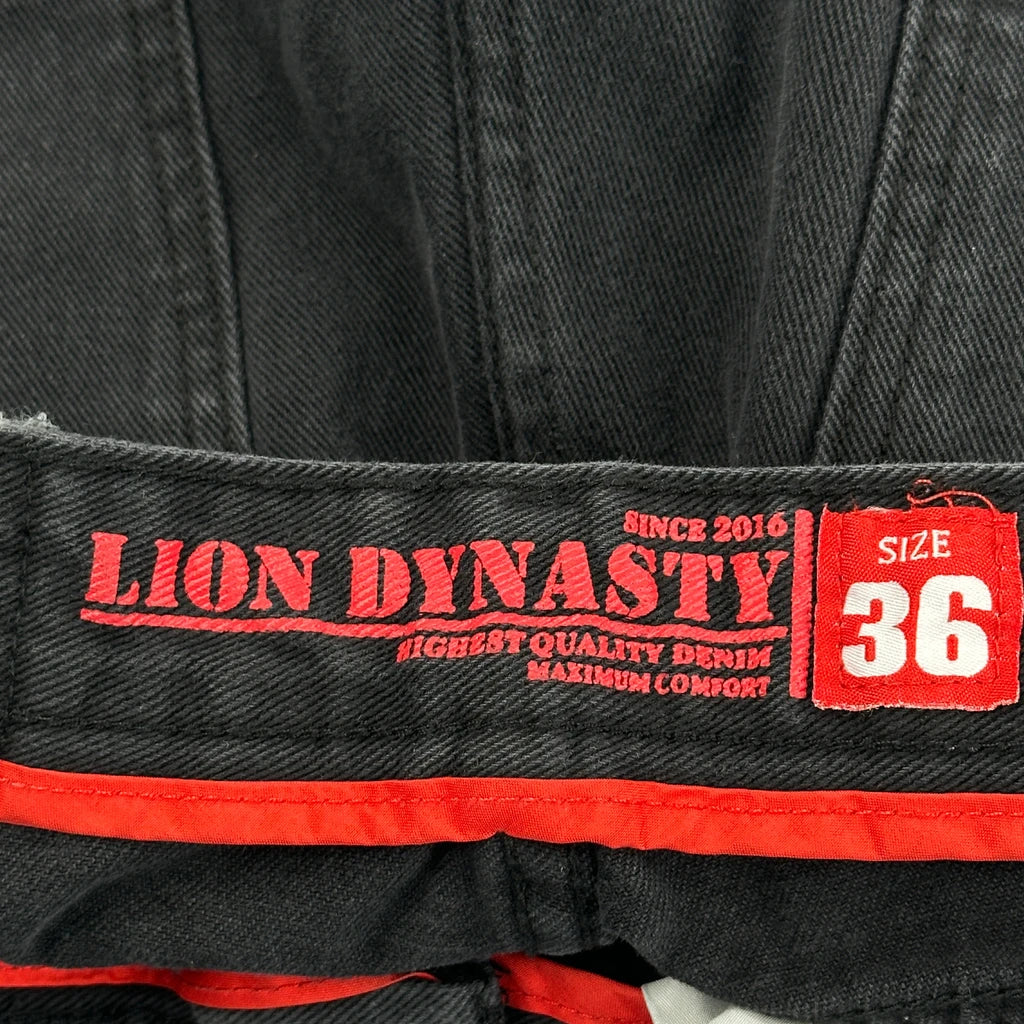 SINCE 2016
LION DYNASTY
HIGHEST QUALITY DENIM
MAXIMUM COMFORT
SIZE
36